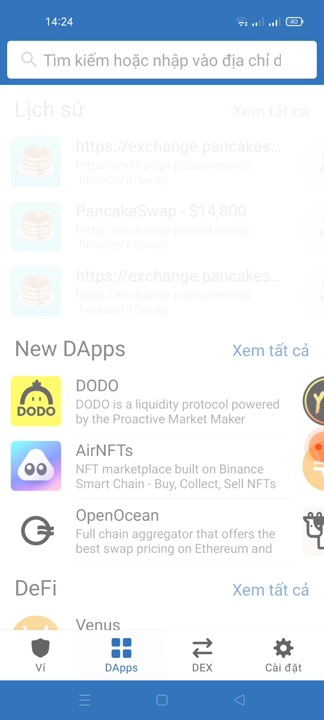 14:24
40
Tìm kiếm hoặc nhập vào địa chỉ d
Lịch sử
Xem tất cả
https://exchange.pancakes...
https://exchange.pancakeswap
.finance/#/swap
PancakeSwap - $14,800
https://exchange.pancakeswap
.finance/#/swap
https://exchange.pancakes...
https://exchange.pancakeswap
.finance/#/swap
New DApps
Xem tất cả
DODO
DODO
DODO is a liquidity protocol powered
by the Proactive Market Maker
AirNFTs
NFT marketplace built on Binance
Smart Chain - Buy, Collect, Sell NFTs
OpenOcean
Full chain aggregator that offers the
best swap pricing on Ethereum and
DeFi
Xem tất cả
Venus
Ví
DApps
DEX
Cài đặt